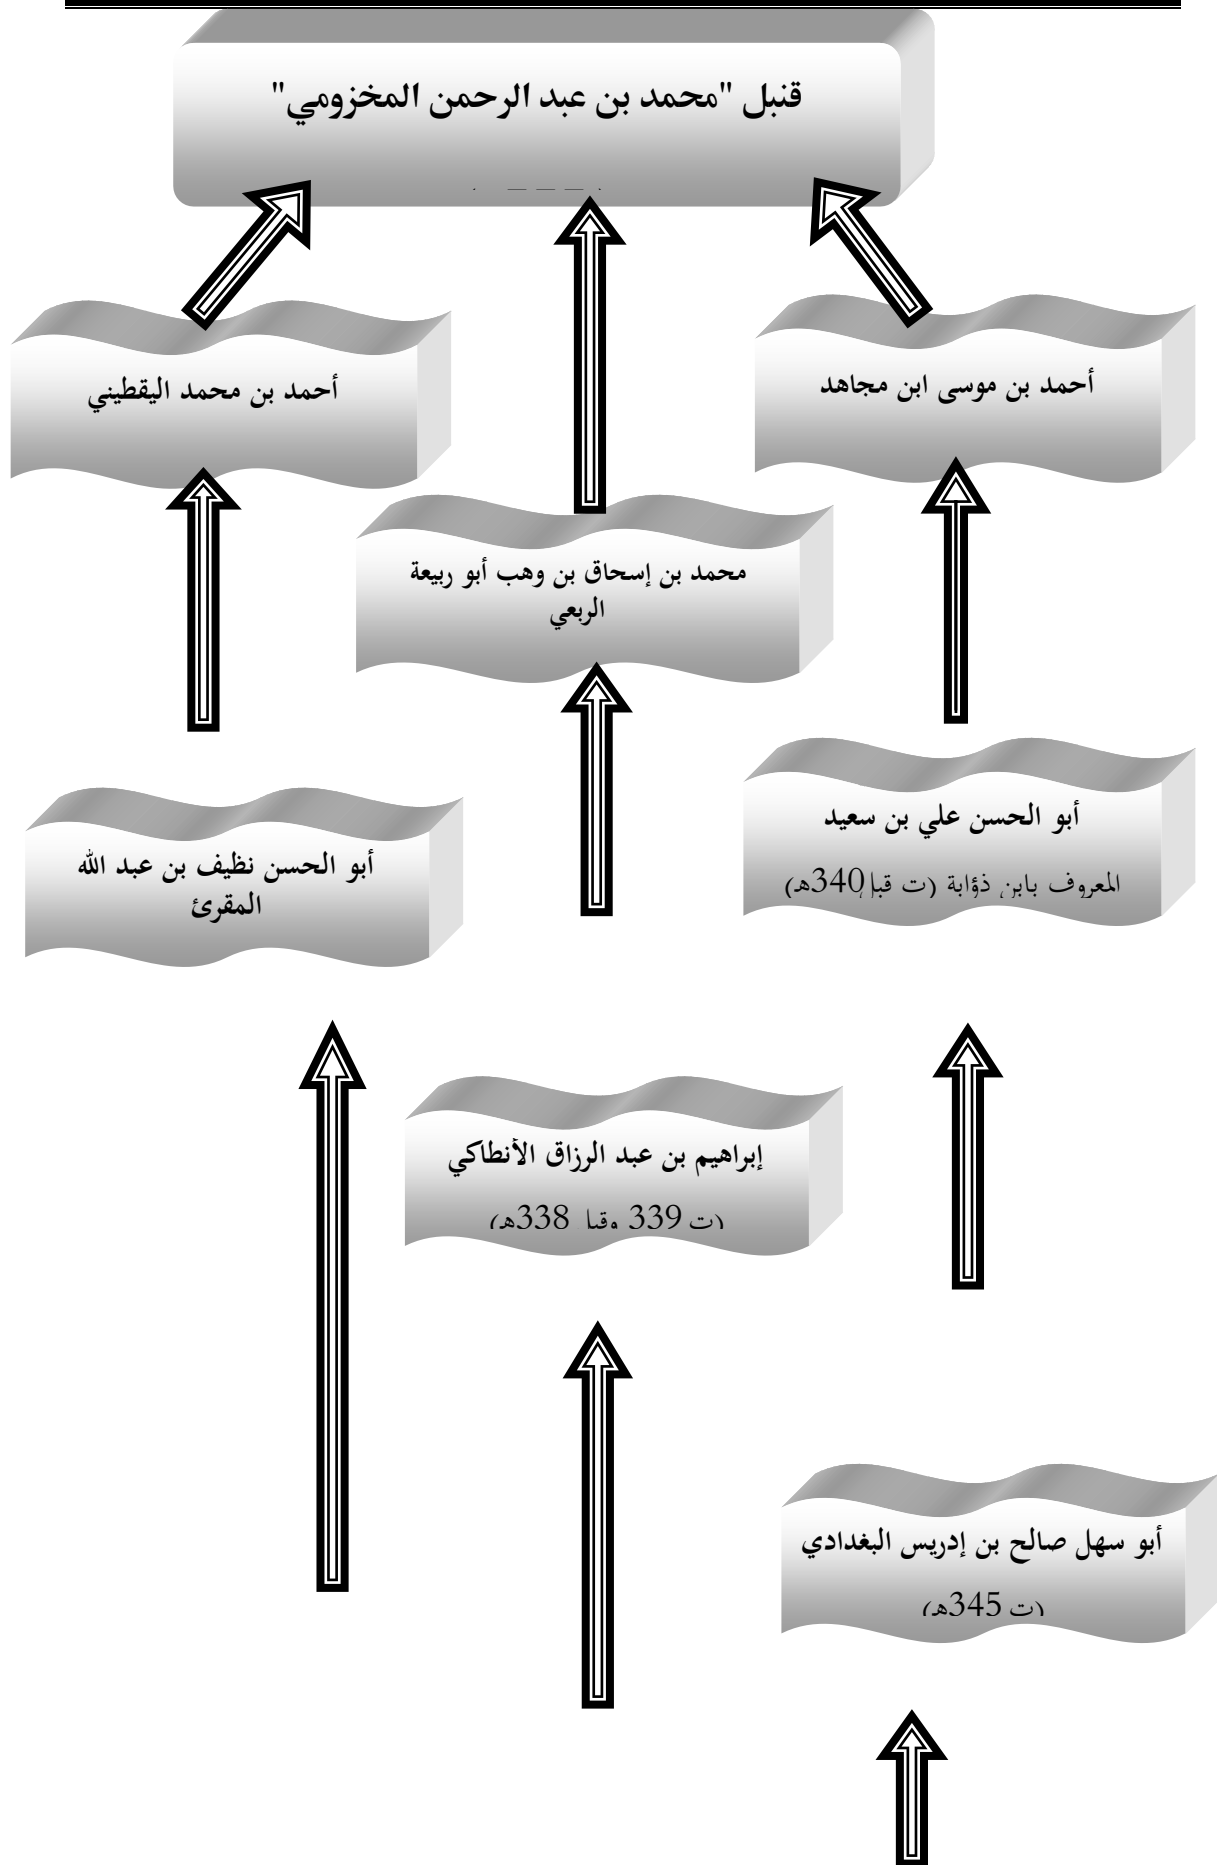 قنبل "محمد بن عبد الرحمن المخزومي"
أحمد بن موسى ابن مجاهد
أحمد بن محمد اليقطيني
محمد بن إسحاق بن وهب أبو ربيعة
الربعي
أبو الحسن علي بن سعيد
المعروف بابن ذؤابة (ت قبل 340هـ)
أبو الحسن نظيف بن عبد الله
المقرئ
إبراهيم بن عبد الرزاق الأنطاكي
(ت 339 وقيل 338هـ)
أبو سهل صالح بن إدريس البغدادي
(ت 345هـ)